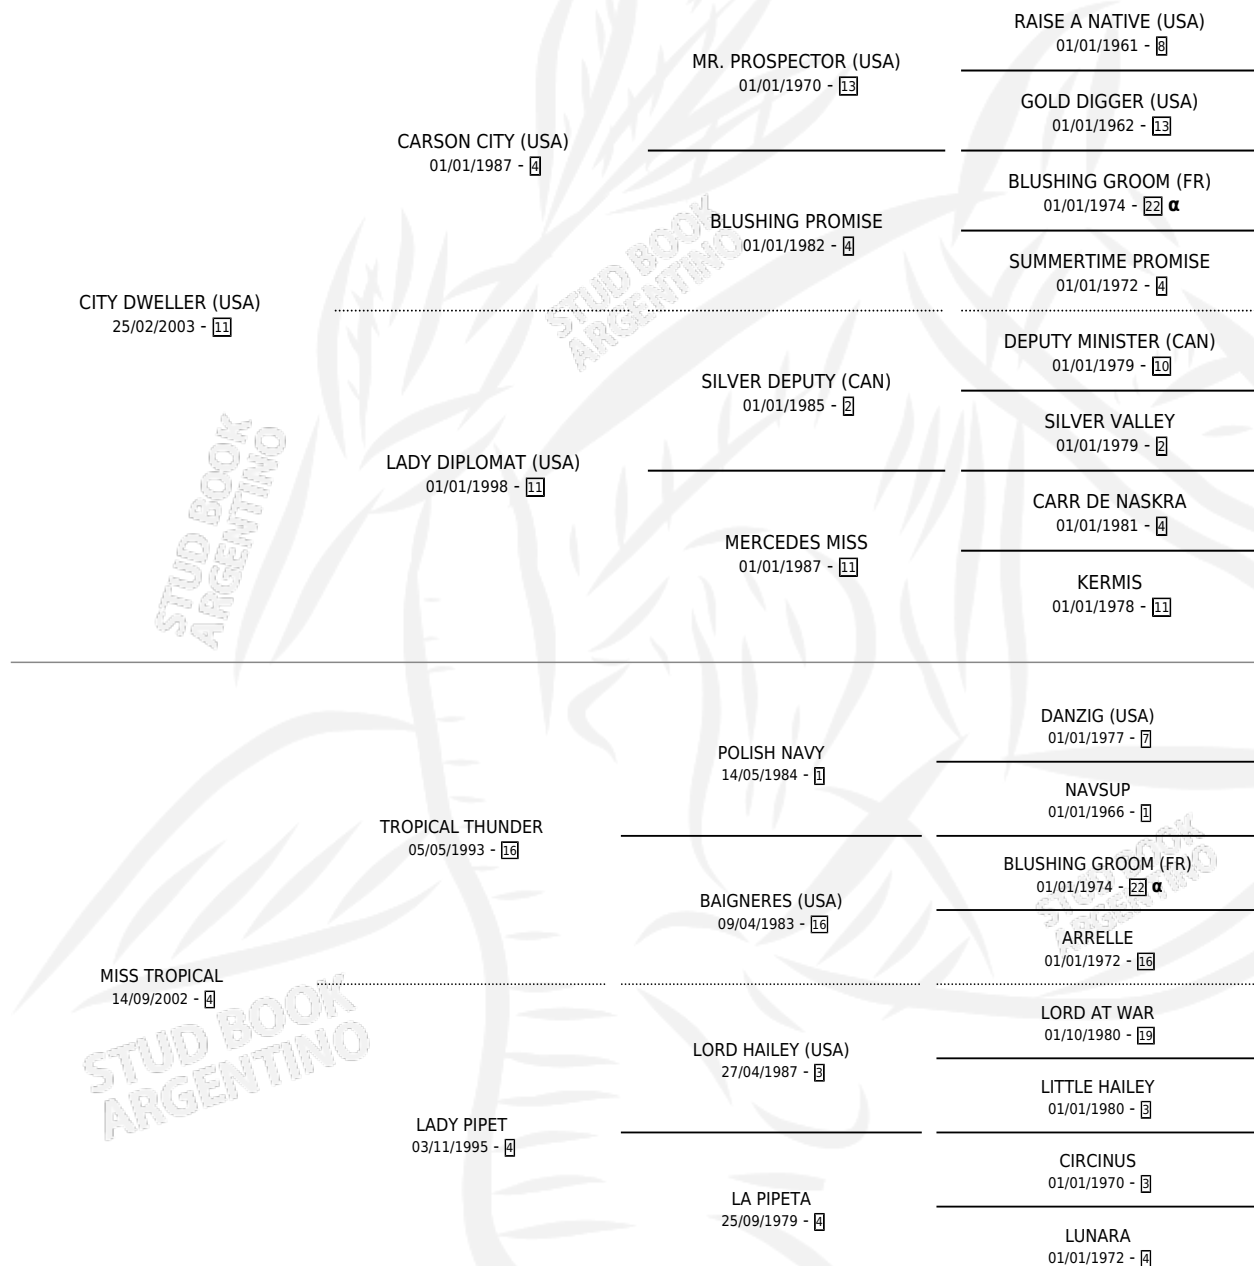 RAISE A NATIVE (USA)
01/01/1961 - 8
MR. PROSPECTOR (USA)
01/01/1970 - 13
GOLD DIGGER (USA)
01/01/1962 - 13
CARSON CITY (USA)
01/01/1987 - 4
BLUSHING GROOM (FR)
01/01/1974 - 22 α
BLUSHING PROMISE
01/01/1982 - 4
SUMMERTIME PROMISE
01/01/1972 - 4
CITY DWELLER (USA)
25/02/2003 - 11
DEPUTY MINISTER (CAN)
01/01/1979 - 10
SILVER DEPUTY (CAN)
01/01/1985 - 2
SILVER VALLEY
01/01/1979 - 2
LADY DIPLOMAT (USA)
01/01/1998 - 11
CARR DE NASKRA
01/01/1981 - 4
MERCEDES MISS
01/01/1987 - 11
KERMIS
01/01/1978 - 11
DANZIG (USA)
01/01/1977 - 7
POLISH NAVY
14/05/1984 - 1
NAVSUP
01/01/1966 - 1
TROPICAL THUNDER
05/05/1993 - 16
BLUSHING GROOM (FR)
01/01/1974 - 22 α
BAIGNERES (USA)
09/04/1983 - 16
ARRELLE
01/01/1972 - 16
MISS TROPICAL
14/09/2002 - 4
LORD AT WAR
01/10/1980 - 19
LORD HAILEY (USA)
27/04/1987 - 3
LITTLE HAILEY
01/01/1980 - 3
LADY PIPET
03/11/1995 - 4
CIRCINUS
01/01/1970 - 3
LA PIPETA
25/09/1979 - 4
LUNARA
01/01/1972 - 4
STUD BOOK
ARGENTINO
STUD BOOK
ARGENTINO
STUD BOOK
ARGENTINO
STUD BOOK
ARGENTINO